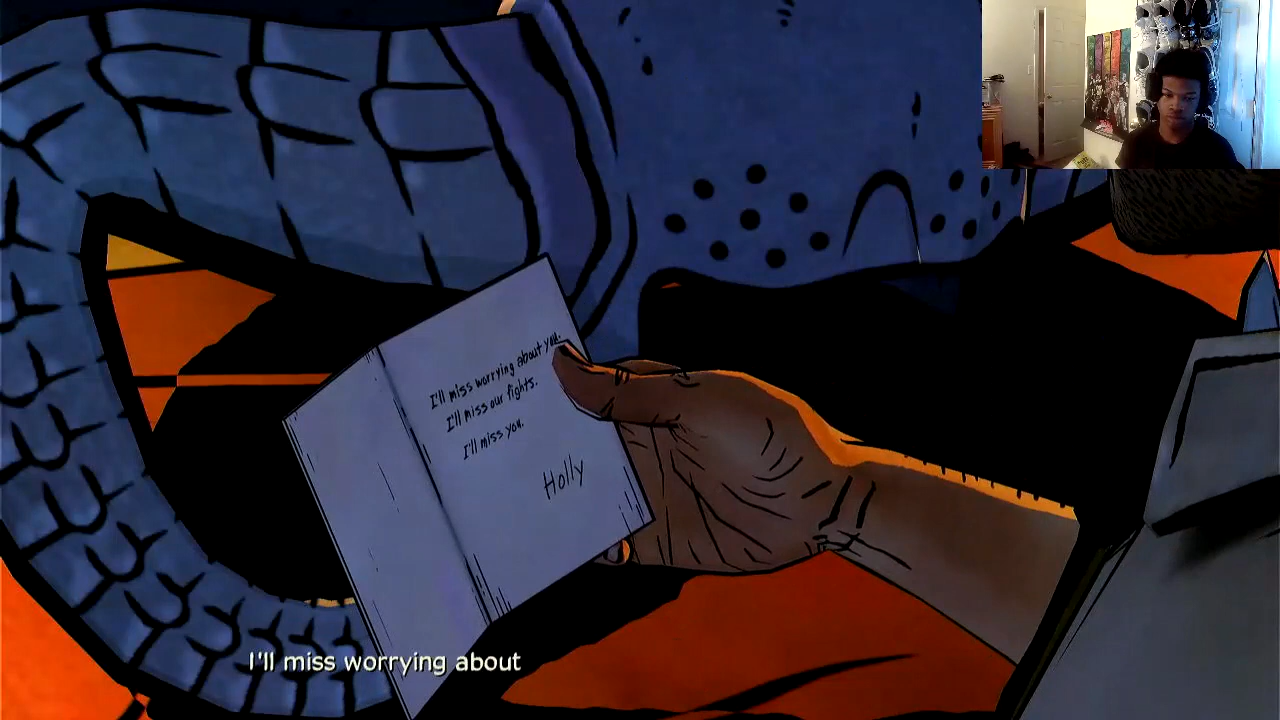 I'll miss worrying about you.
I'll miss our fights.
I'll miss you.
Holly
I'll miss worrying about